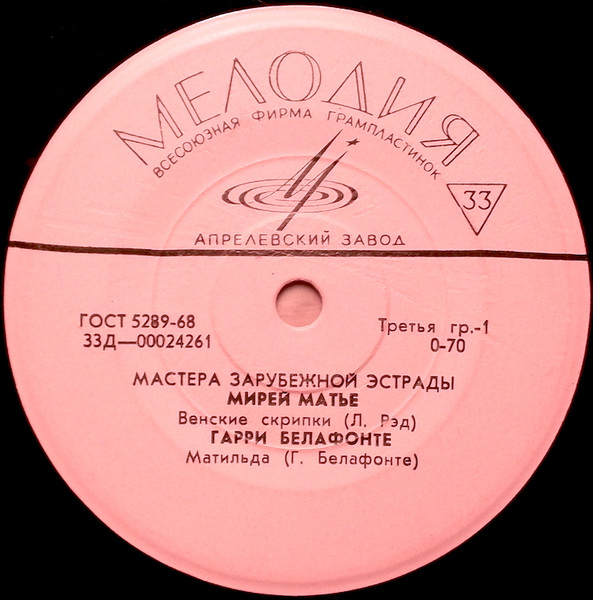 МЕЛОДИЯ
ВСЕСОЮЗНАЯ ФИРМА ГРАМПЛАСТИНОК
33
АПРЕЛЕВСКИЙ ЗАВОД
ГОСТ 5289-68
Третья гр.-1
33Д—00024261
0-70
МАСТЕРА ЗАРУБЕЖНОЙ ЭСТРАДЫ
МИРЕЙ МАТЬЕ
Венские скрипки (Л. Рэд)
ГАРРИ БЕЛАФОНТЕ
Матильда (Г. Белафонте)